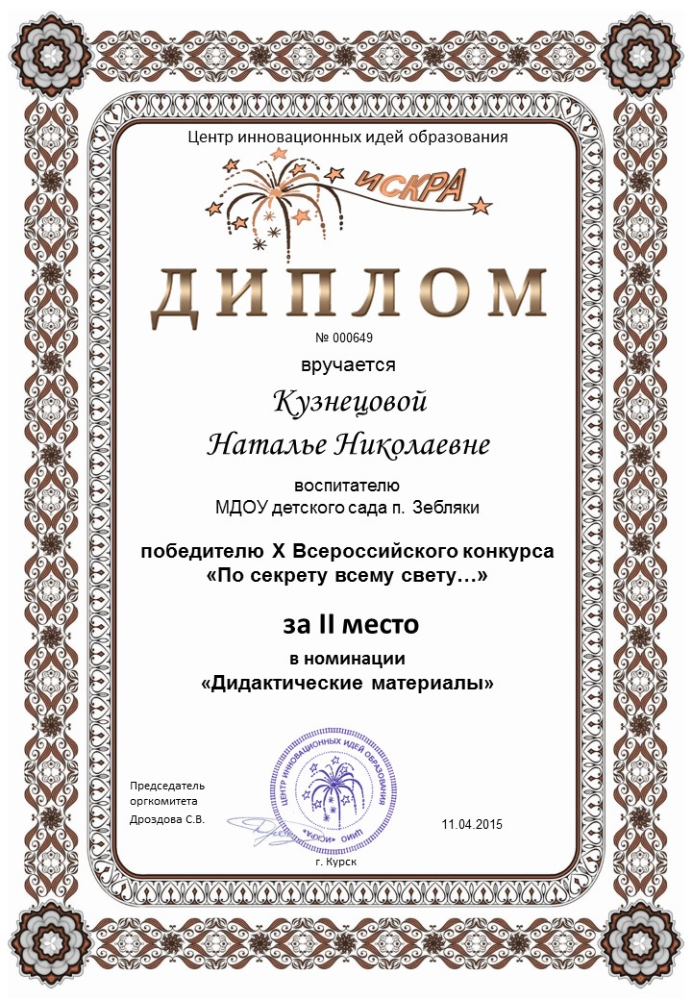 Центр инновационных идей образования
ИСКРА
ДИПЛОМ
№ 000649
вручается
Кузнецовой
Наталье Николаевне
воспитателю
МДОУ детского сада п. Зебляки
победителю X Всероссийского конкурса
«По секрету всему свету...»
за II место
в номинации
«Дидактические материалы»
ЦЕНТР ИННОВАЦИОННЫХ ИДЕЙ ОБРАЗОВАНИЯ
ЦИИО «ИСКРА»
Председатель
оргкомитета
Дроздова С.В.
11.04.2015
г. Курск